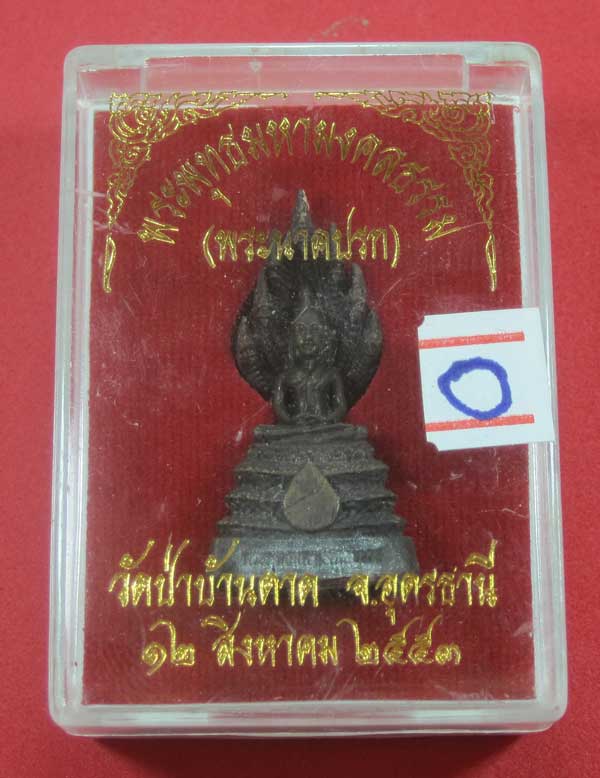 พระพุทธมหามงคลธรรม
(พระนาคปรก)
O
วัดป่าบ้านตาด จ.อุดรธานี
๑๒ สิงหาคม ๒๕๕๓